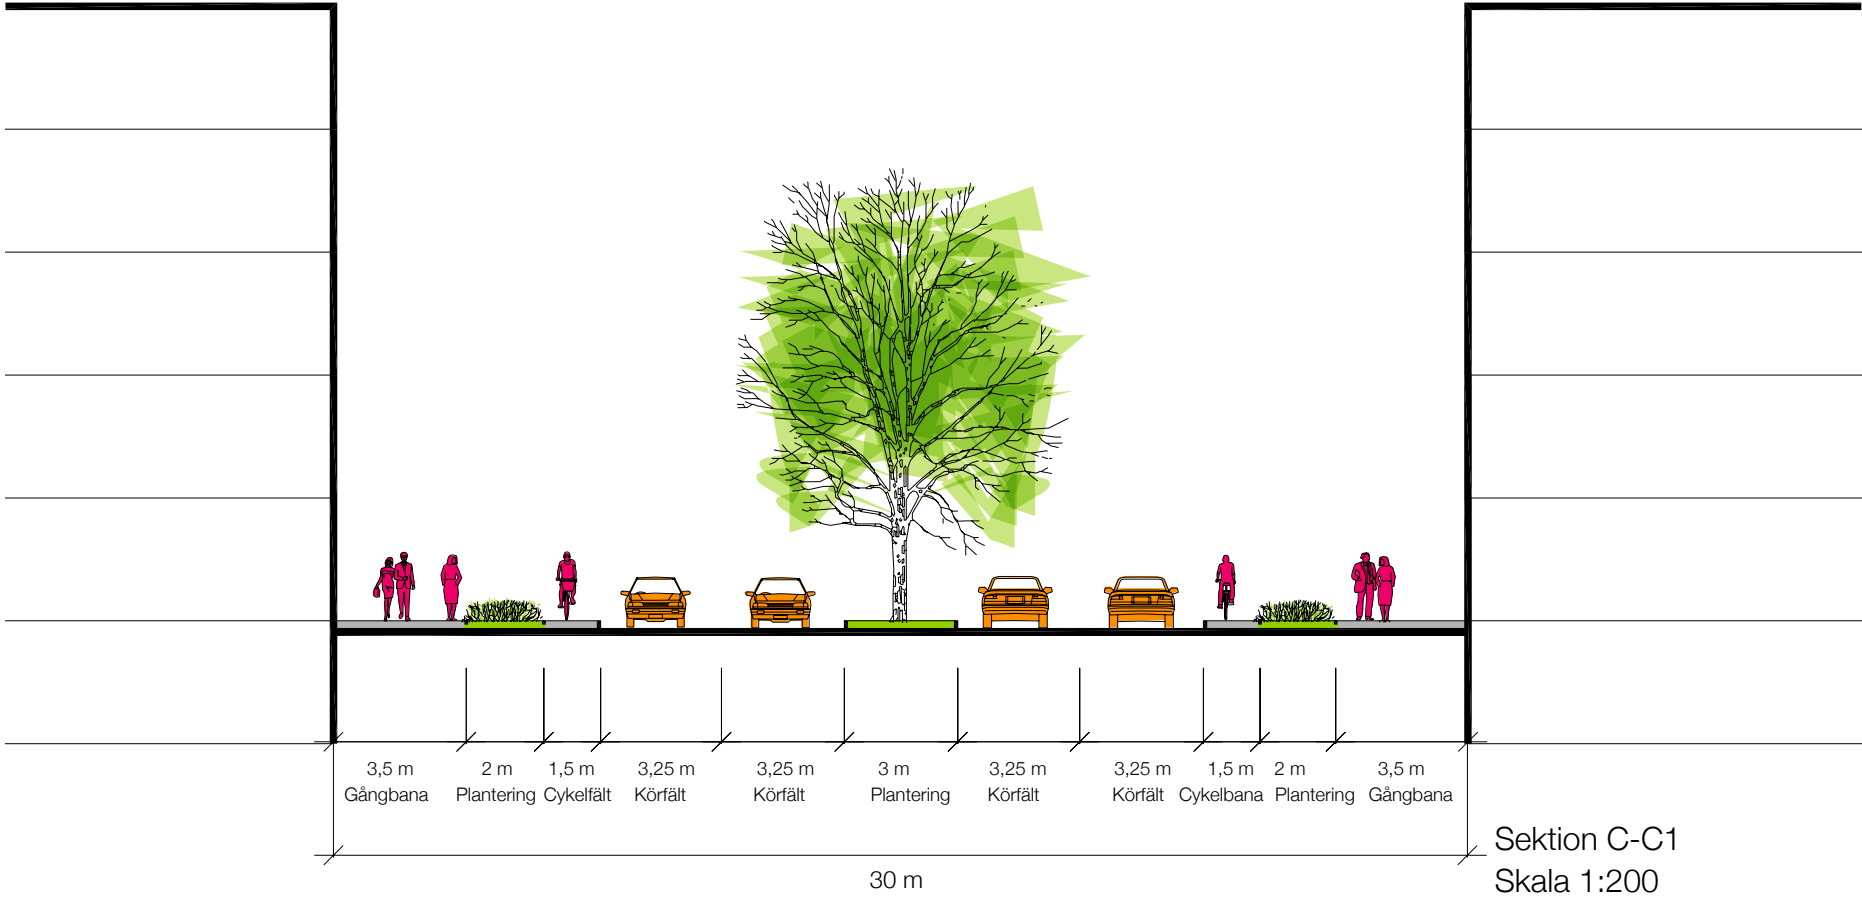 3,5 m 2 m 1,5 m 3,25 m 3,25 m 3 m 3,25 m 3,25 m 1,5 m 2 m 3,5 m
Gångbana Plantering Cykelfält Körfält Körfält Plantering Körfält Körfält Cykelbana Plantering Gångbana
30 m
Sektion C-C1
Skala 1:200